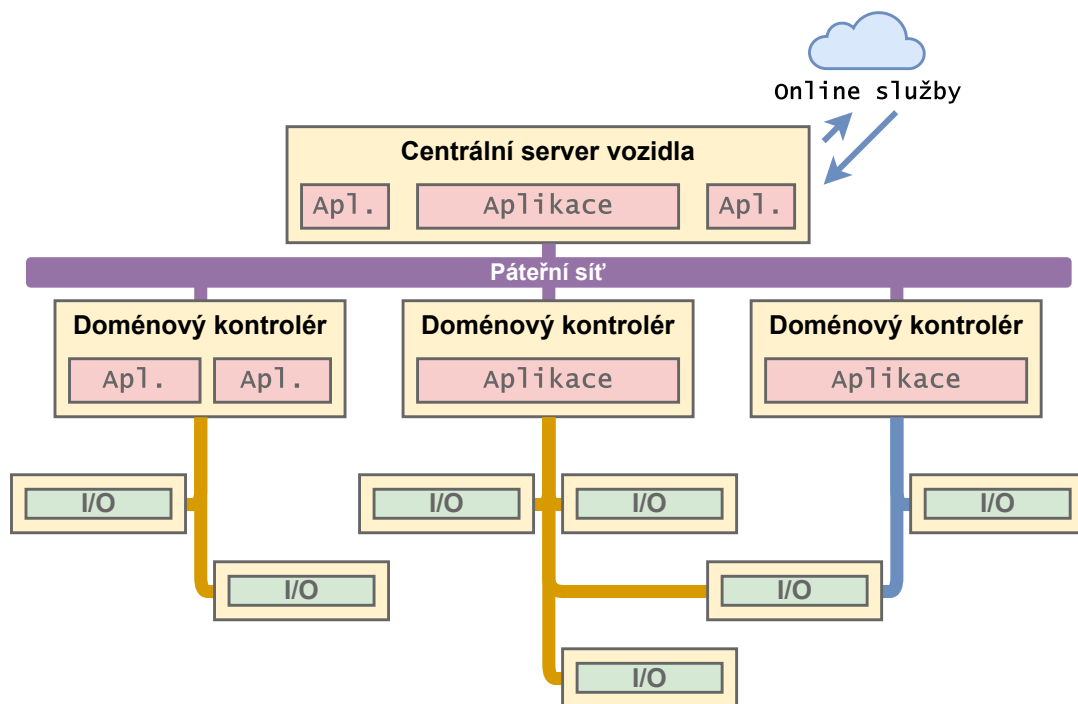 Online služby
Centrální server vozidla
Apl. Aplikace Apl.
Páteřní síť
Doménový kontrolér Doménový kontrolér Doménový kontrolér
Apl. Apl. Aplikace Aplikace
I/O I/O I/O I/O
I/O I/O
I/O